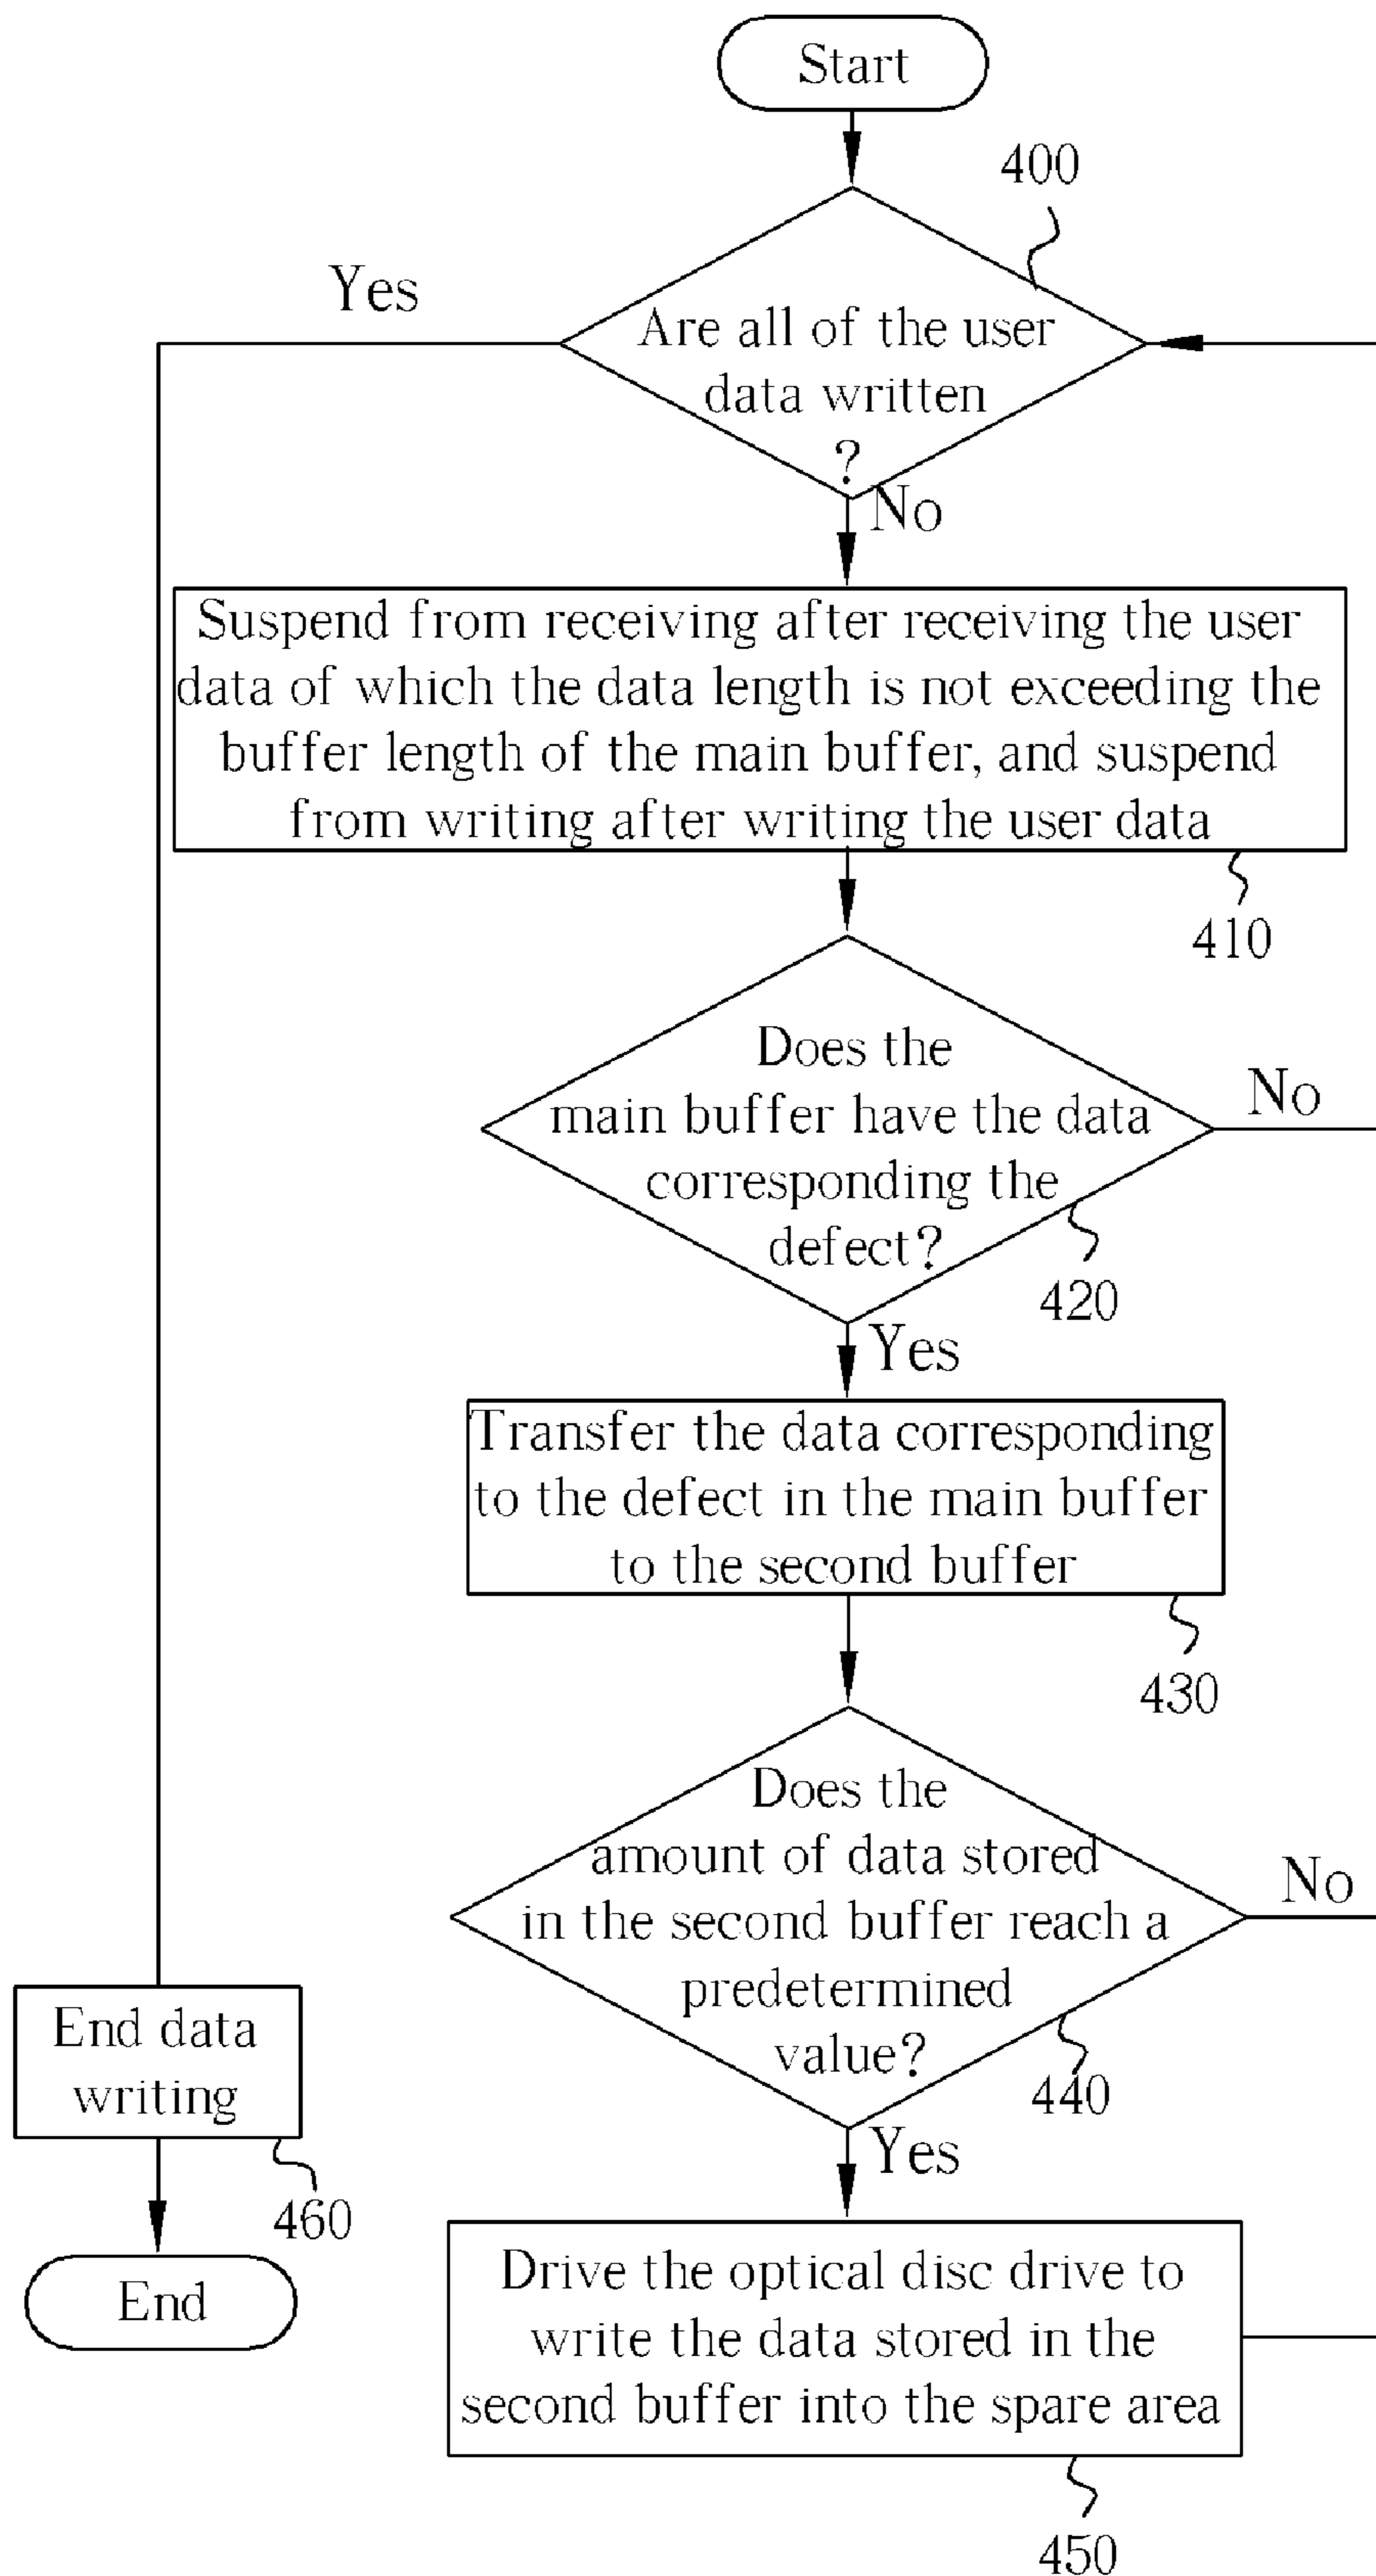 Start
400
Yes
Are all of the user
data written
?
No
Suspend from receiving after receiving the user
data of which the data length is not exceeding the
buffer length of the main buffer, and suspend
from writing after writing the user data
410
Does the
main buffer have the data
corresponding the
defect?
No
420
Yes
Transfer the data corresponding
to the defect in the main buffer
to the second buffer
430
Does the
amount of data stored
in the second buffer reach a
predetermined
value?
No
440
Yes
End data
writing
460
End
Drive the optical disc drive to
write the data stored in the
second buffer into the spare area
450